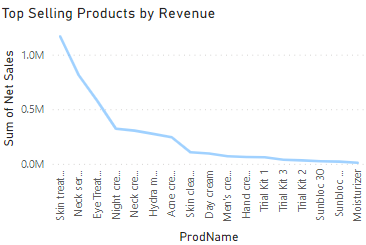 Top Selling Products by Revenue
Sum of Net Sales
1.0M
0.5M
0.0M
Skin treat...
Neck ser...
Eye Treat...
Night cre...
Neck cre...
Hydra m...
Acne cre...
Skin clea...
Day cream
Men's cre...
Hand cre...
Trial Kit 1
Trial Kit 3
Trial Kit 2
Sunbloc 30
Sunbloc ...
Moisturizer
ProdName